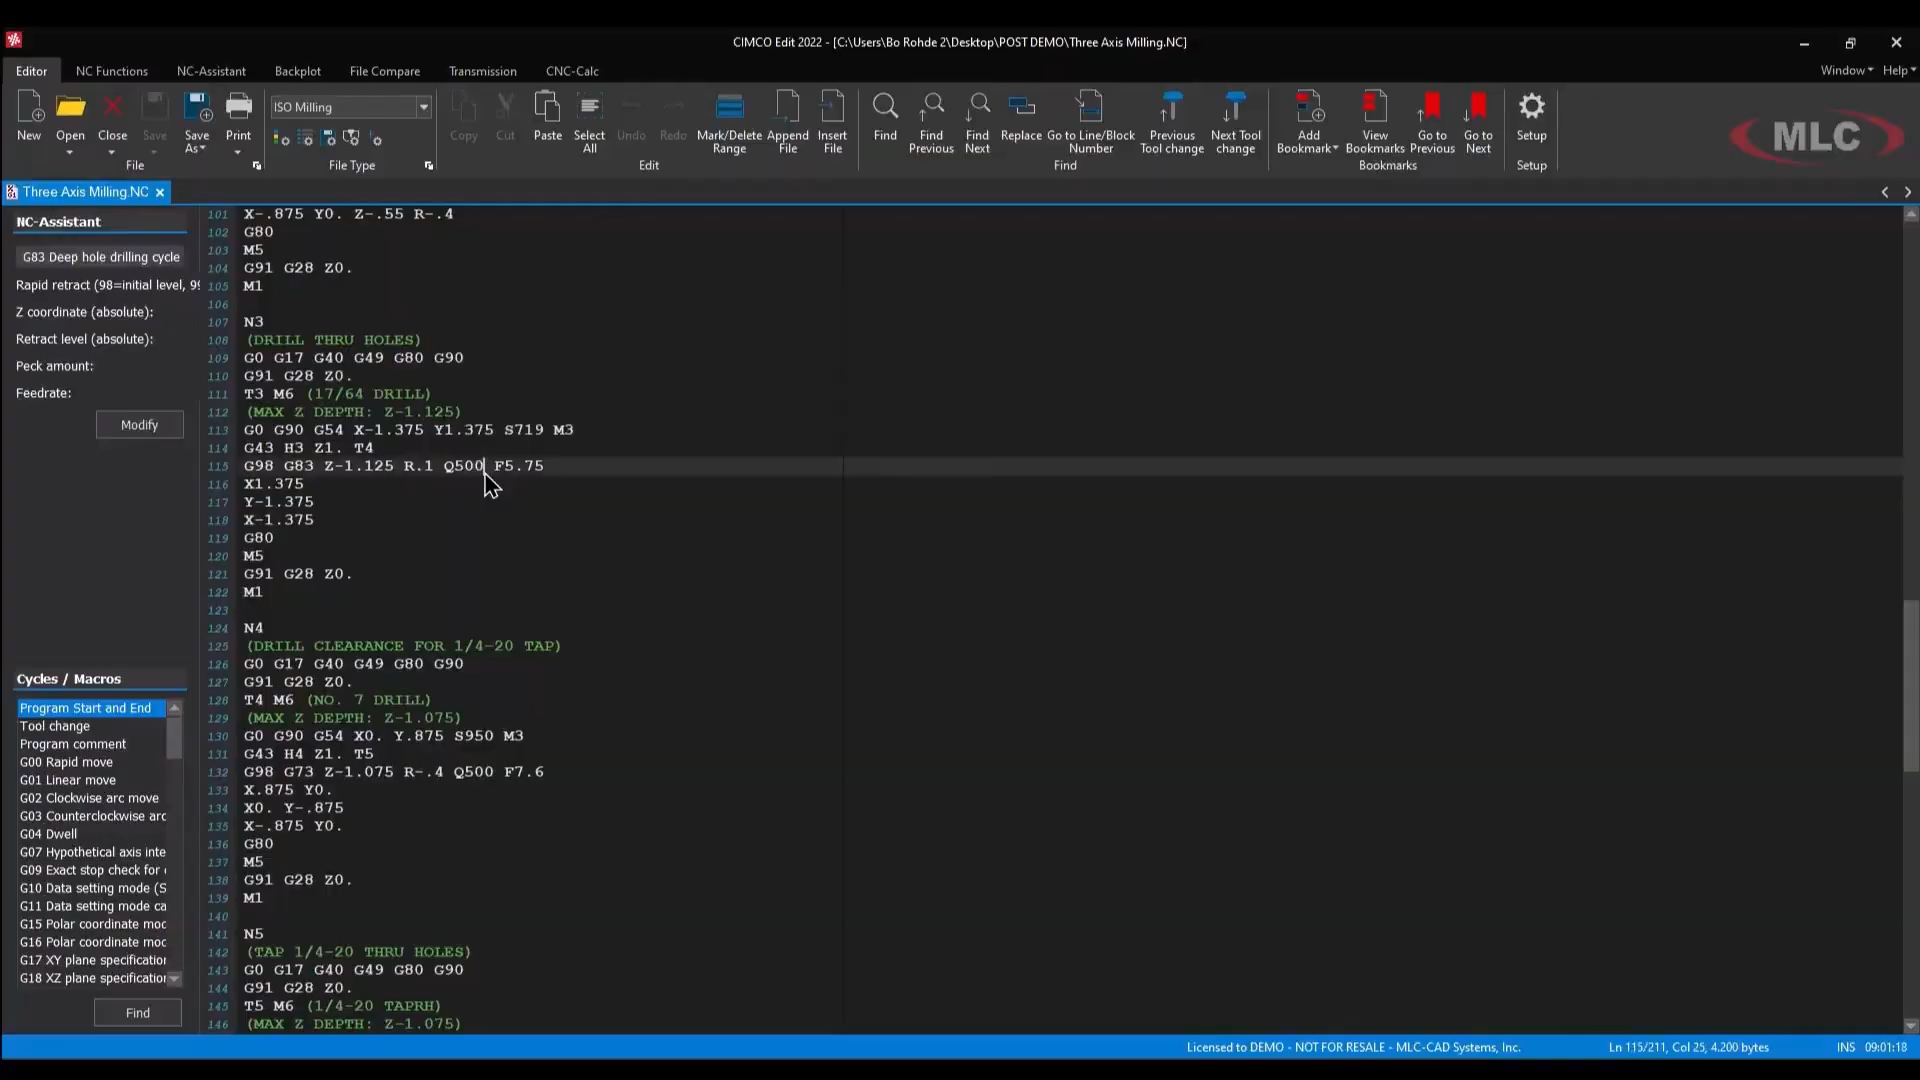 CIMCO Edit 2022 - [C:\Users\Bo Rohde 2\Desktop\POST DEMO\Three Axis Milling.NC]
Editor NC Functions NC-Assistant Backplot File Compare Transmission CNC-Calc Window Help
New Open Close Save Save As Print
File
ISO Milling
File Type
Copy Cut Paste Select All Undo Redo Mark/Delete Range Append File Insert File
Edit
Find Find Previous Find Next Replace Go to Line/Block Number Previous Tool change Next Tool change
Find
Add Bookmark View Bookmarks Go to Previous Go to Next
Bookmarks
Setup
Setup
MLC
Three Axis Milling.NC
NC-Assistant
G83 Deep hole drilling cycle
Rapid retract (98=initial level, 99
Z coordinate (absolute):
Retract level (absolute):
Peck amount:
Feedrate:
Modify
Cycles / Macros
Program Start and End
Tool change
Program comment
G00 Rapid move
G01 Linear move
G02 Clockwise arc move
G03 Counterclockwise arc
G04 Dwell
G07 Hypothetical axis inte
G09 Exact stop check for
G10 Data setting mode (S
G11 Data setting mode ca
G15 Polar coordinate moc
G16 Polar coordinate moc
G17 XY plane specification
G18 XZ plane specification
Find
101 X-.875 Y0. Z-.55 R-.4
102 G80
103 M5
104 G91 G28 Z0.
105 M1
106
107 N3
108 (DRILL THRU HOLES)
109 G0 G17 G40 G49 G80 G90
110 G91 G28 Z0.
111 T3 M6 (17/64 DRILL)
112 (MAX Z DEPTH: Z-1.125)
113 G0 G90 G54 X-1.375 Y1.375 S719 M3
114 G43 H3 Z1. T4
115 G98 G83 Z-1.125 R.1 Q500 F5.75
116 X1.375
117 Y-1.375
118 X-1.375
119 G80
120 M5
121 G91 G28 Z0.
122 M1
123
124 N4
125 (DRILL CLEARANCE FOR 1/4-20 TAP)
126 G0 G17 G40 G49 G80 G90
127 G91 G28 Z0.
128 T4 M6 (NO. 7 DRILL)
129 (MAX Z DEPTH: Z-1.075)
130 G0 G90 G54 X0. Y.875 S950 M3
131 G43 H4 Z1. T5
132 G98 G73 Z-1.075 R-.4 Q500 F7.6
133 X.875 Y0.
134 X0. Y-.875
135 X-.875 Y0.
136 G80
137 M5
138 G91 G28 Z0.
139 M1
140
141 N5
142 (TAP 1/4-20 THRU HOLES)
143 G0 G17 G40 G49 G80 G90
144 G91 G28 Z0.
145 T5 M6 (1/4-20 TAPRH)
146 (MAX Z DEPTH: Z-1.075)
Licensed to DEMO - NOT FOR RESALE - MLC-CAD Systems, Inc. Ln 115/211, Col 25, 4.200 bytes INS 09:01:18